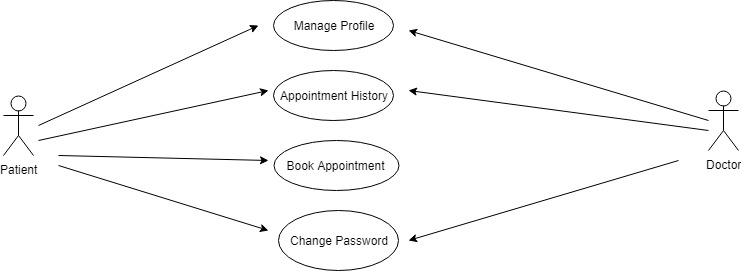 Manage Profile
Appointment History
Patient
Doctor
Book Appointment
Change Password